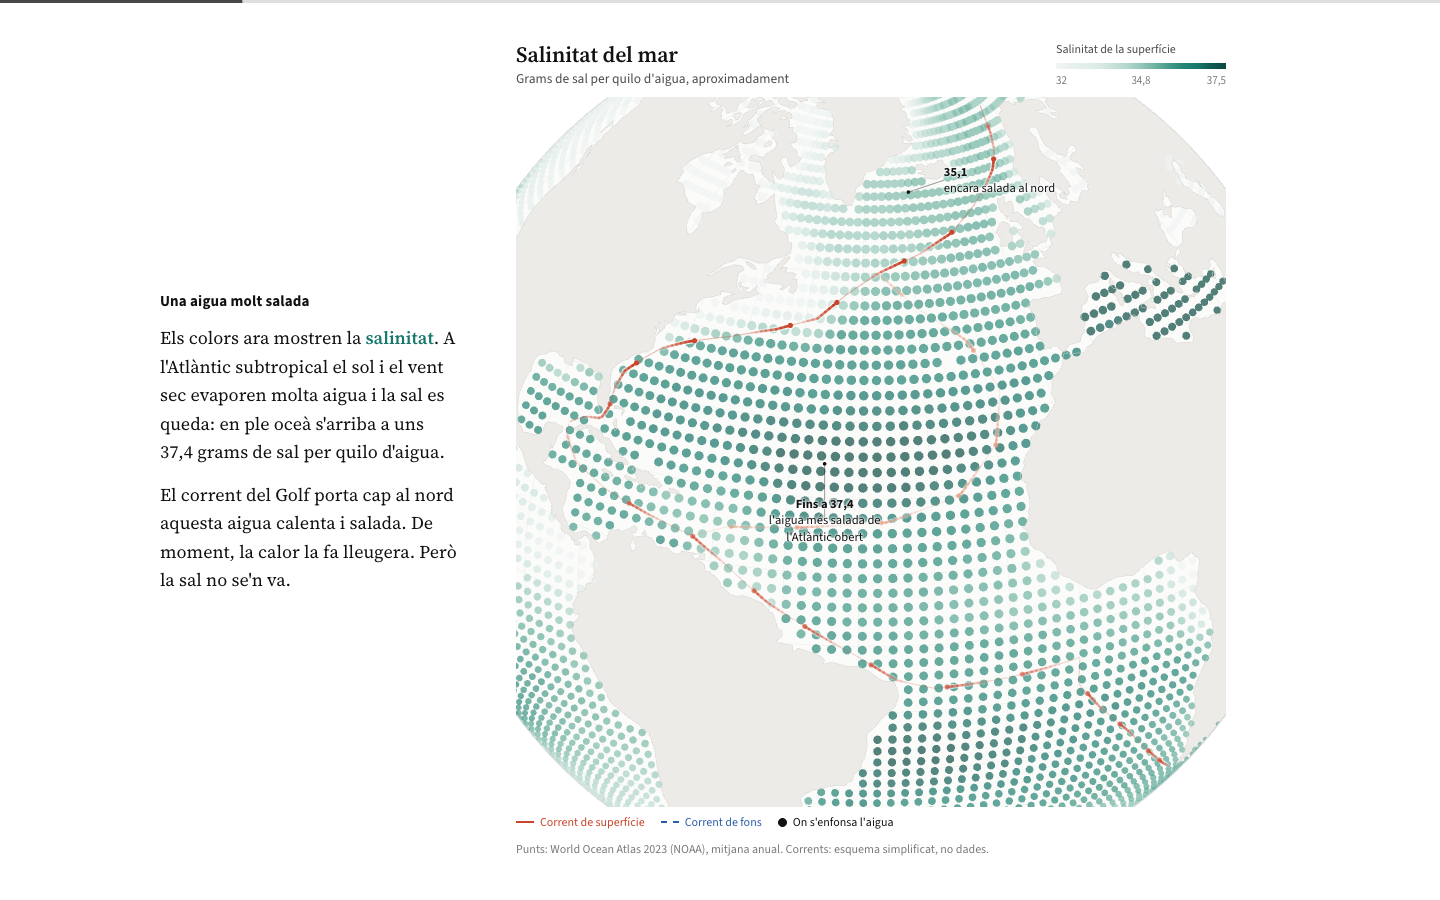 Salinitat del mar
Grams de sal per quilo d'aigua, aproximadament
Salinitat de la superfície
32 34,8 37,5
35,1
encara salada al nord
Una aigua molt salada
Els colors ara mostren la salinitat. A
l'Atlàntic subtropical el sol i el vent
sec evaporen molta aigua i la sal es
queda: en ple oceà s'arriba a uns
37,4 grams de sal per quilo d'aigua.
El corrent del Golf porta cap al nord
aquesta aigua calenta i salada. De
moment, la calor la fa lleugera. Però
la sal no se'n va.
Fins a 37,4
l'aigua més salada de
l'Atlàntic obert
Corrent de superfície
Corrent de fons
On s'enfonsa l'aigua
Punts: World Ocean Atlas 2023 (NOAA), mitjana anual. Corrents: esquema simplificat, no dades.